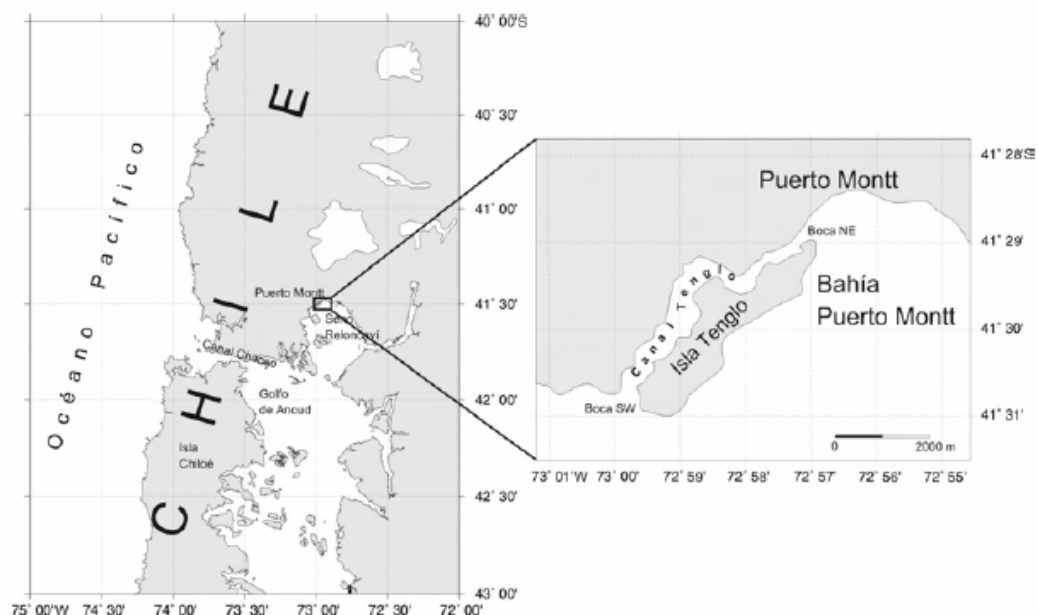 40° 00'S
40° 30'
41° 00'
41° 30'
42° 00'
42° 30'
43° 00'
75° 00'W 74° 30' 74° 00' 73° 30' 73° 00' 72° 30' 72° 00'
Océano Pacífico
CHILE
Puerto Montt
Seno
Reloncaví
Canal Chacao
Golfo
de Ancud
Isla
Chiloé
41° 28'S
41° 29'
41° 30'
41° 31'
73° 01'W 73° 00' 72° 59' 72° 58' 72° 57' 72° 56' 72° 55'
Puerto Montt
Boca NE
Canal Tenglo
Isla Tenglo
Bahía
Puerto Montt
Boca SW
0 2000 m